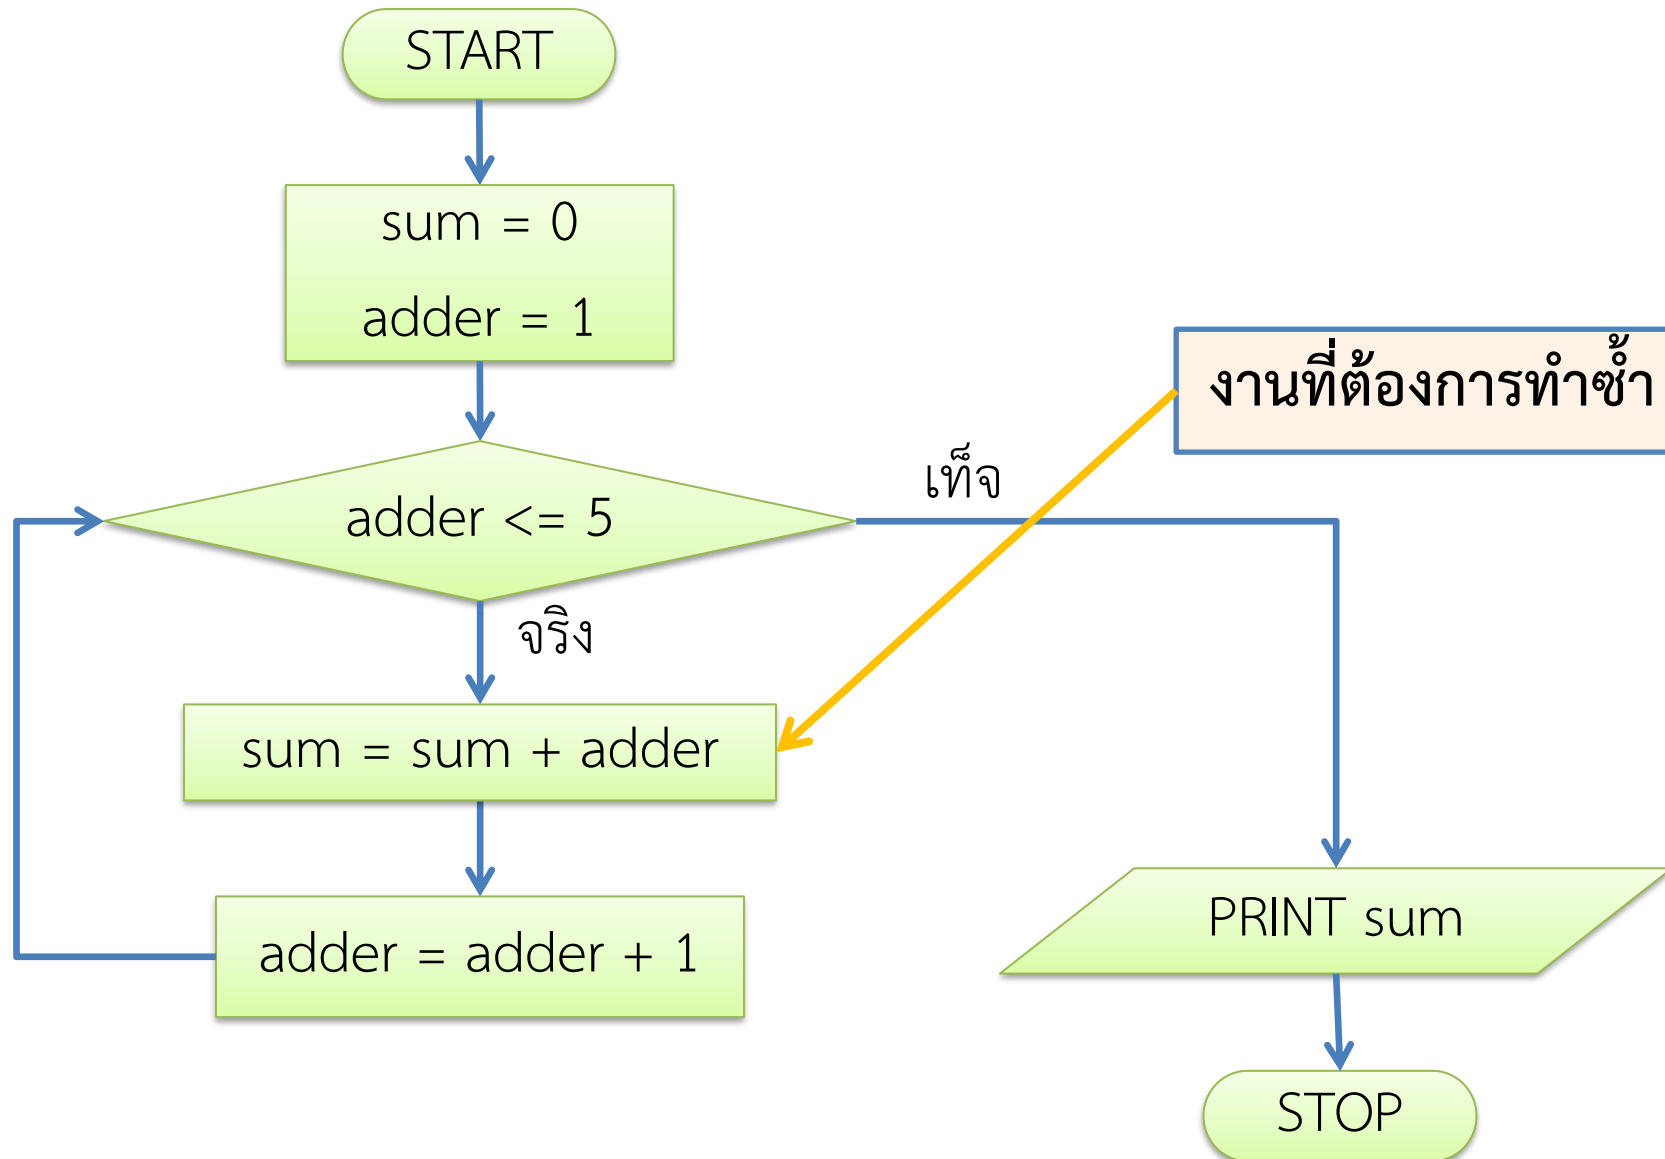 START
sum = 0
adder = 1
งานที่ต้องการทำซ้ำ
adder <= 5
เท็จ
จริง
sum = sum + adder
adder = adder + 1
PRINT sum
STOP